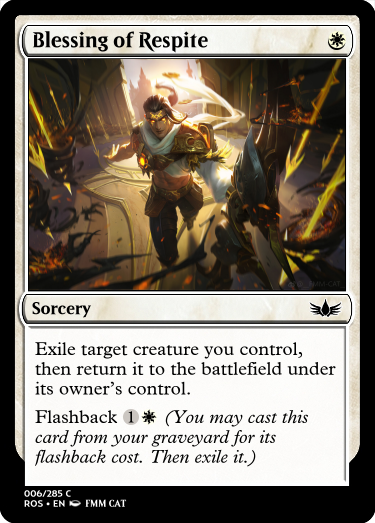 Blessing of Respite
Sorcery
Exile target creature you control,
then return it to the battlefield under
its owner's control.
Flashback 1 (You may cast this
card from your graveyard for its
flashback cost. Then exile it.)
006/285 C
ROS • EN FMM CAT